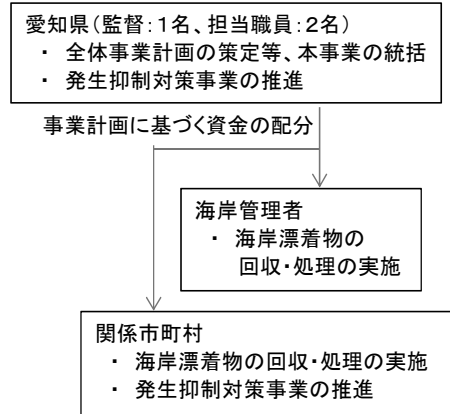 愛知県(監督:1名、担当職員:2名)
・ 全体事業計画の策定等、本事業の統括
・ 発生抑制対策事業の推進
事業計画に基づく資金の配分
海岸管理者
・ 海岸漂着物の
回収・処理の実施
関係市町村
・ 海岸漂着物の回収・処理の実施
・ 発生抑制対策事業の推進